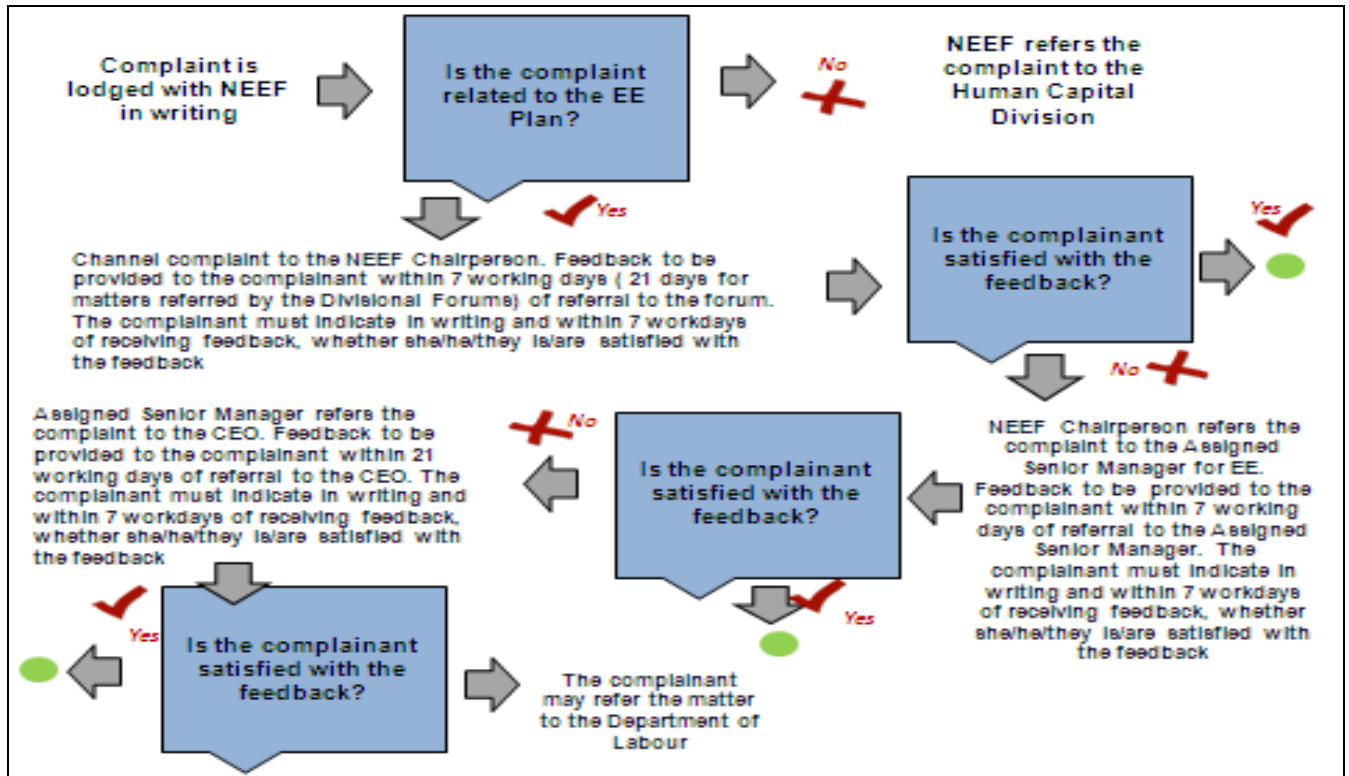 Complaint is
lodged with NEEF
in writing
Is the complaint
related to the EE
Plan?
No
NEEF refers the
complaint to the
Human Capital
Division
Yes
Channel complaint to the NEEF Chairperson. Feedback to be
provided to the complainant within 7 working days ( 21 days for
matters referred by the Divisional Forums) of referral to the forum.
The complainant must indicate in writing and within 7 workdays
of receiving feedback, whether she/he/they is/are satisfied with
the feedback
Is the complainant
satisfied with the
feedback?
Yes
No
NEEF Chairperson refers the
complaint to the Assigned
Senior Manager for EE.
Feedback to be provided to the
complainant within 7 working
days of referral to the Assigned
Senior Manager. The
complainant must indicate in
writing and within 7 workdays
of receiving feedback, whether
she/he/they is/are satisfied with
the feedback
Is the complainant
satisfied with the
feedback?
Yes
No
Assigned Senior Manager refers the
complaint to the CEO. Feedback to be
provided to the complainant within 21
working days of referral to the CEO. The
complainant must indicate in writing and
within 7 workdays of receiving feedback,
whether she/he/they is/are satisfied with
the feedback
Is the complainant
satisfied with the
feedback?
Yes
The complainant
may refer the matter
to the Department of
Labour